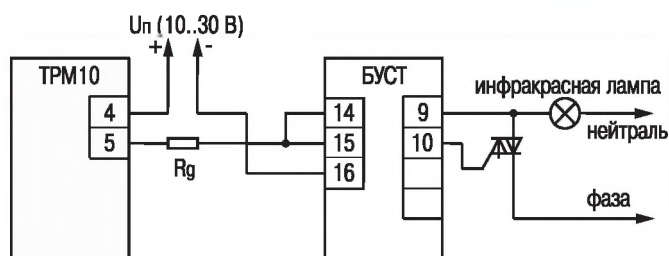 Uп (10..30 В)
+ -
ТРМ10
БУСТ
инфракрасная лампа
4
14
9
нейтраль
5
15
10
Rg
16
фаза